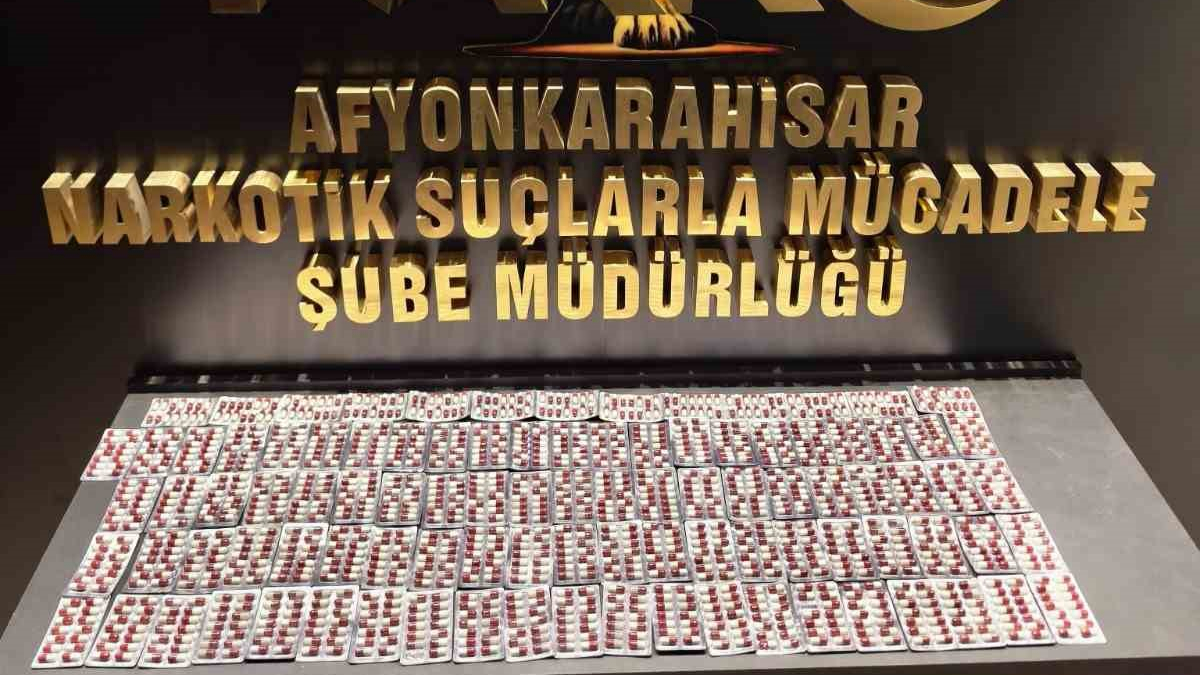 AFYONKARAHİSAR
NARKOTİK SUÇLARLA MÜCADELE
ŞUBE MÜDÜRLÜĞÜ